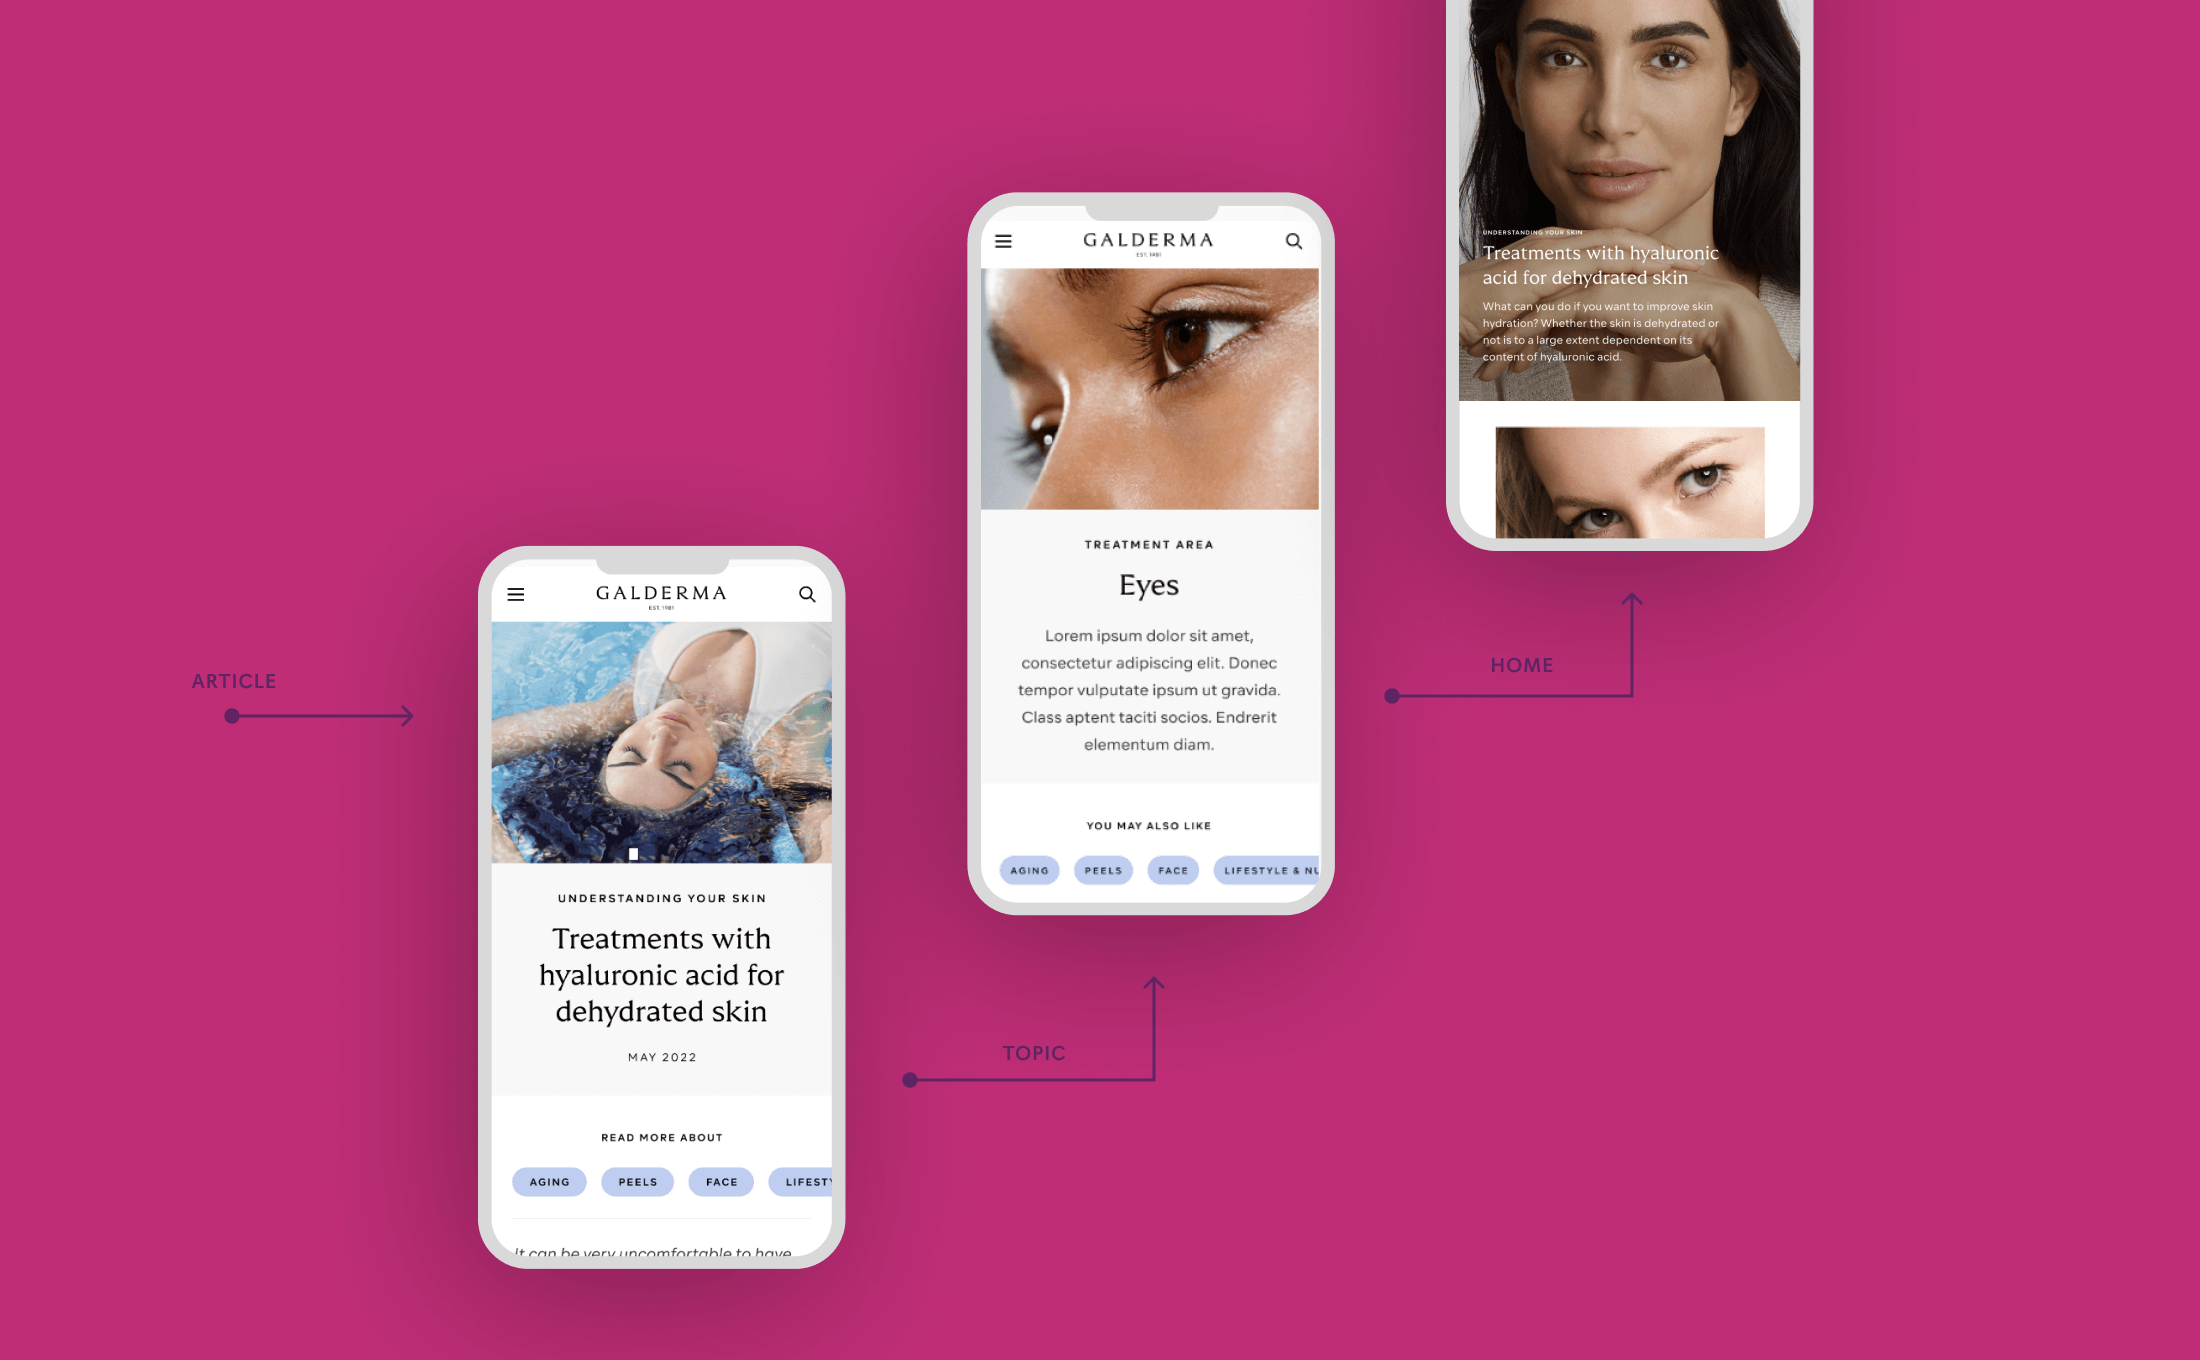 UNDERSTANDING YOUR SKIN
Treatments with hyaluronic
acid for dehydrated skin
What can you do if you want to improve skin
hydration? Whether the skin is dehydrated or
not is to a large extent dependent on its
content of hyaluronic acid.
GALDERMA
EST. 1981
TREATMENT AREA
Eyes
Lorem ipsum dolor sit amet,
consectetur adipiscing elit. Donec
tempor vulputate ipsum ut gravida.
Class aptent taciti socios. Endrerit
elementum diam.
YOU MAY ALSO LIKE
AGING PEELS FACE LIFESTYLE & NU
HOME
GALDERMA
EST. 1981
ARTICLE
UNDERSTANDING YOUR SKIN
Treatments with
hyaluronic acid for
dehydrated skin
MAY 2022
READ MORE ABOUT
AGING PEELS FACE LIFESTY
It can be very uncomfortable to have
TOPIC